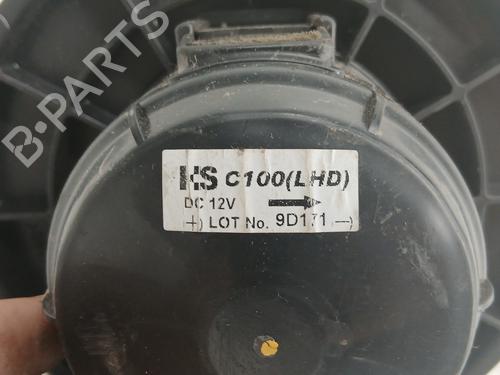 B-PARTS
HS C100(LHD)
DC 12V
(+) LOT No. 9D171 (-)